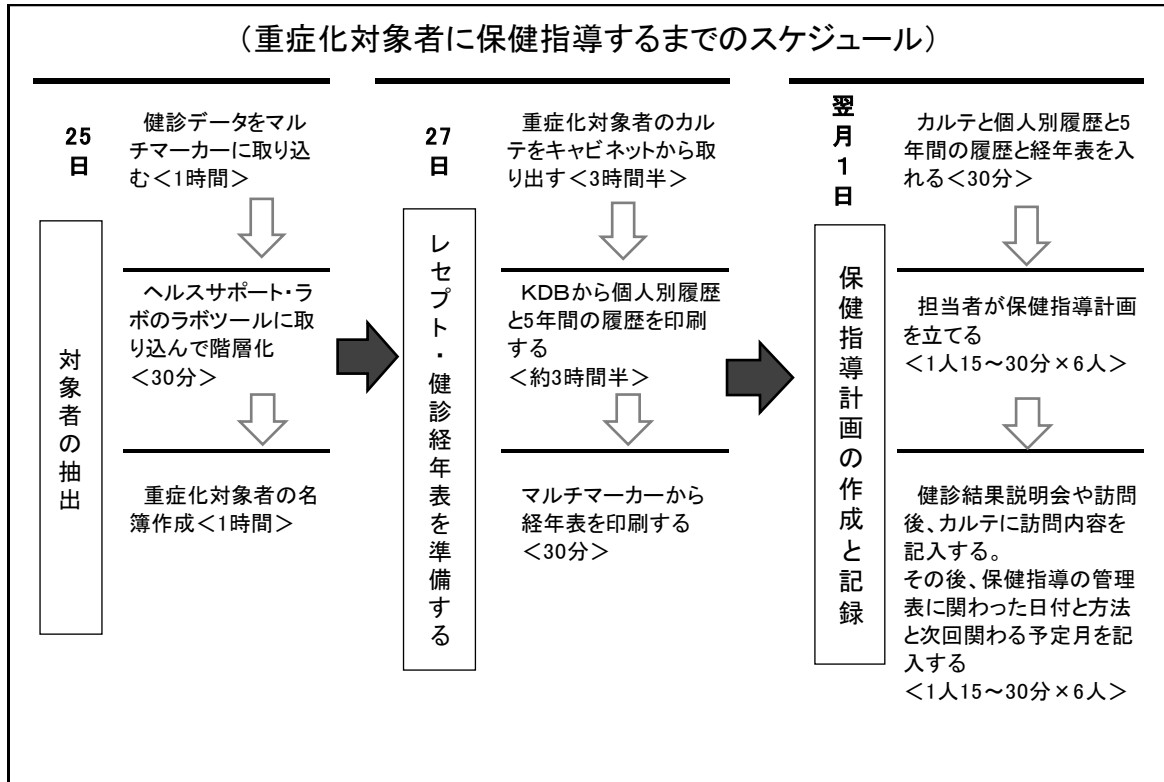 (重症化対象者に保健指導するまでのスケジュール)
25日
対象者の抽出
健診データをマル
チマーカーに取り込
む<1時間>
ヘルスサポート・ラ
ボのラボツールに取
り込んで階層化
<30分>
重症化対象者の名
簿作成<1時間>
27日
レセプト・健診経年表を準備する
重症化対象者のカル
テをキャビネットから取
り出す<3時間半>
KDBから個人別履歴
と5年間の履歴を印刷
する
<約3時間半>
マルチマーカーから
経年表を印刷する
<30分>
翌月1日
保健指導計画の作成と記録
カルテと個人別履歴と5
年間の履歴と経年表を入
れる<30分>
担当者が保健指導計画
を立てる
<1人15~30分×6人>
健診結果説明会や訪問
後、カルテに訪問内容を
記入する。
その後、保健指導の管理
表に関わった日付と方法
と次回関わる予定月を記
入する
<1人15~30分×6人>